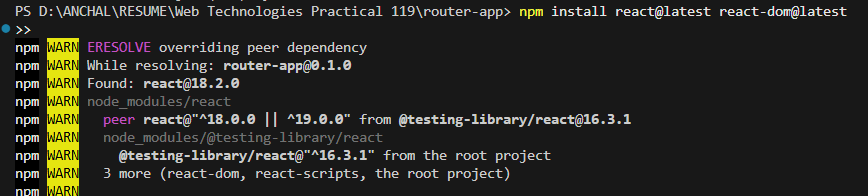 PS D:\ANCHAL\RESUME\Web Technologies Practical 119\router-app> npm install react@latest react-dom@latest
>>
npm WARN ERESOLVE overriding peer dependency
npm WARN While resolving: router-app@0.1.0
npm WARN Found: react@18.2.0
npm WARN node_modules/react
npm WARN   peer react@"^18.0.0 || ^19.0.0" from @testing-library/react@16.3.1
npm WARN   node_modules/@testing-library/react
npm WARN     @testing-library/react@"^16.3.1" from the root project
npm WARN   3 more (react-dom, react-scripts, the root project)
npm WARN